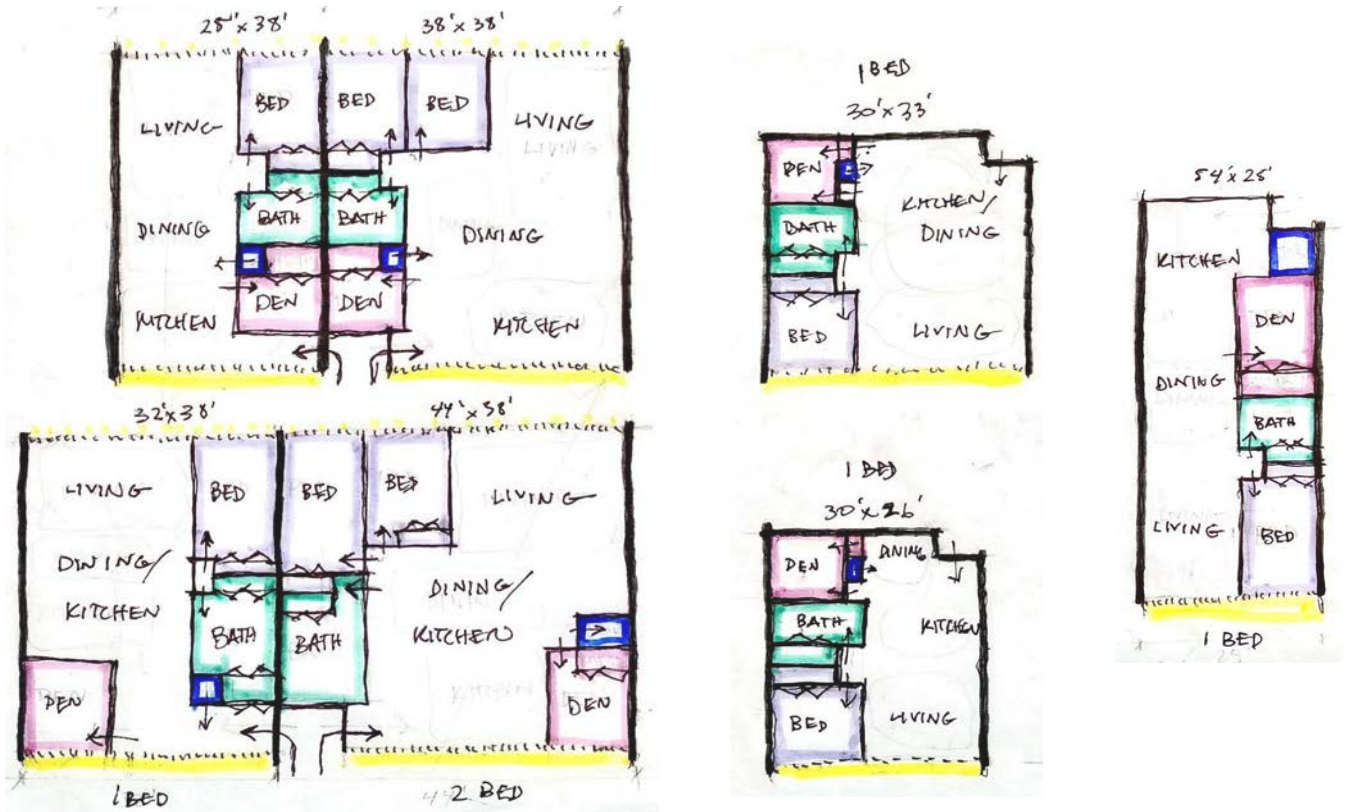 25'x38'
38'x38'
LIVING
BED
BED
BED
LIVING
DINING
BATH
BATH
DINING
KITCHEN
DEN
DEN
KITCHEN
32'x38'
44'x38'
LIVING
BED
BED
BED
LIVING
DINING/
KITCHEN
BATH
BATH
DINING/
KITCHEN
DEN
DEN
1 BED
2 BED
1 BED
30'x33'
DEN
BATH
KITCHEN/
DINING
BED
LIVING
1 BED
30'x26'
DEN
DINING
BATH
KITCHEN
BED
LIVING
54'x25'
KITCHEN
DEN
DINING
BATH
LIVING
BED
1 BED
25'